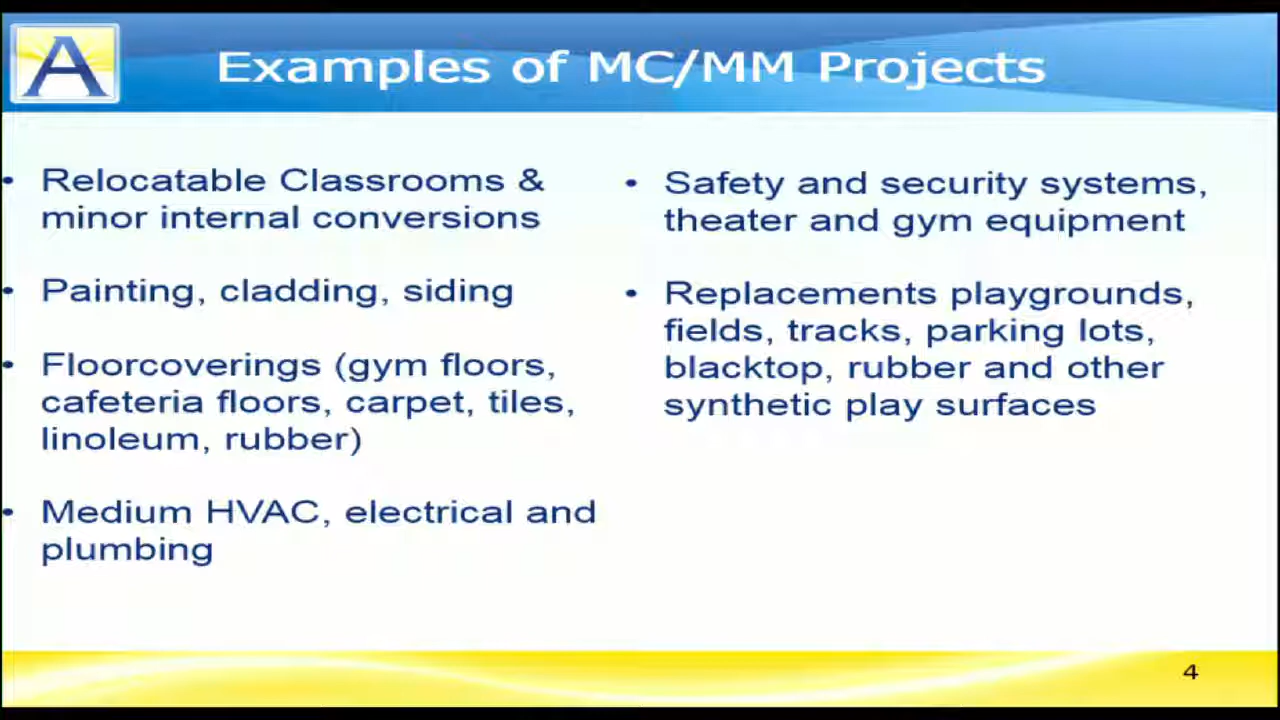 A
Examples of MC/MM Projects
• Relocatable Classrooms &
minor internal conversions
• Painting, cladding, siding
• Floorcoverings (gym floors,
cafeteria floors, carpet, tiles,
linoleum, rubber)
• Medium HVAC, electrical and
plumbing
• Safety and security systems,
theater and gym equipment
• Replacements playgrounds,
fields, tracks, parking lots,
blacktop, rubber and other
synthetic play surfaces
4